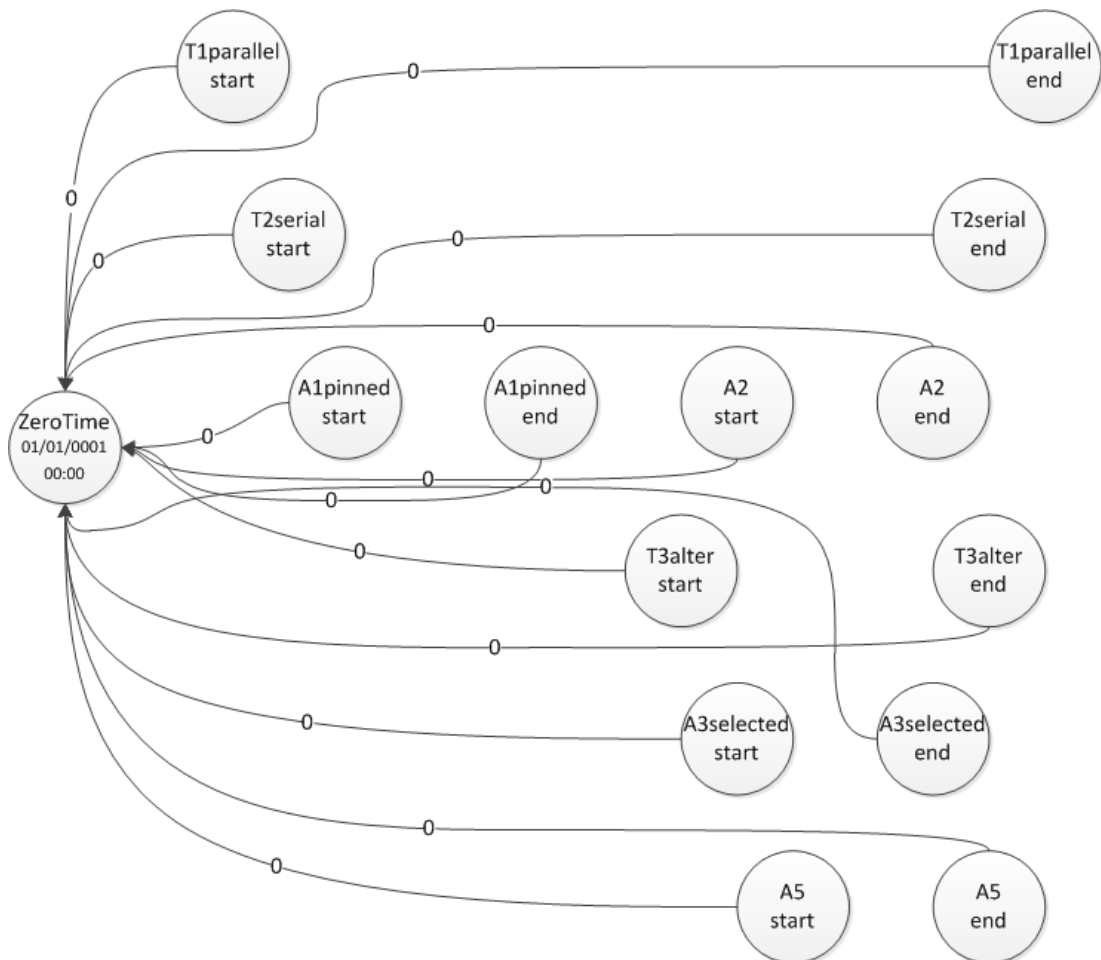 T1parallel
start
0
T1parallel
end
0
T2serial
start
0
T2serial
end
0
0
A1pinned
start
A1pinned
end
A2
start
A2
end
ZeroTime
01/01/0001
00:00
0
0
0
0
0
T3alter
start
T3alter
end
0
0
A3selected
start
A3selected
end
0
0
A5
start
A5
end